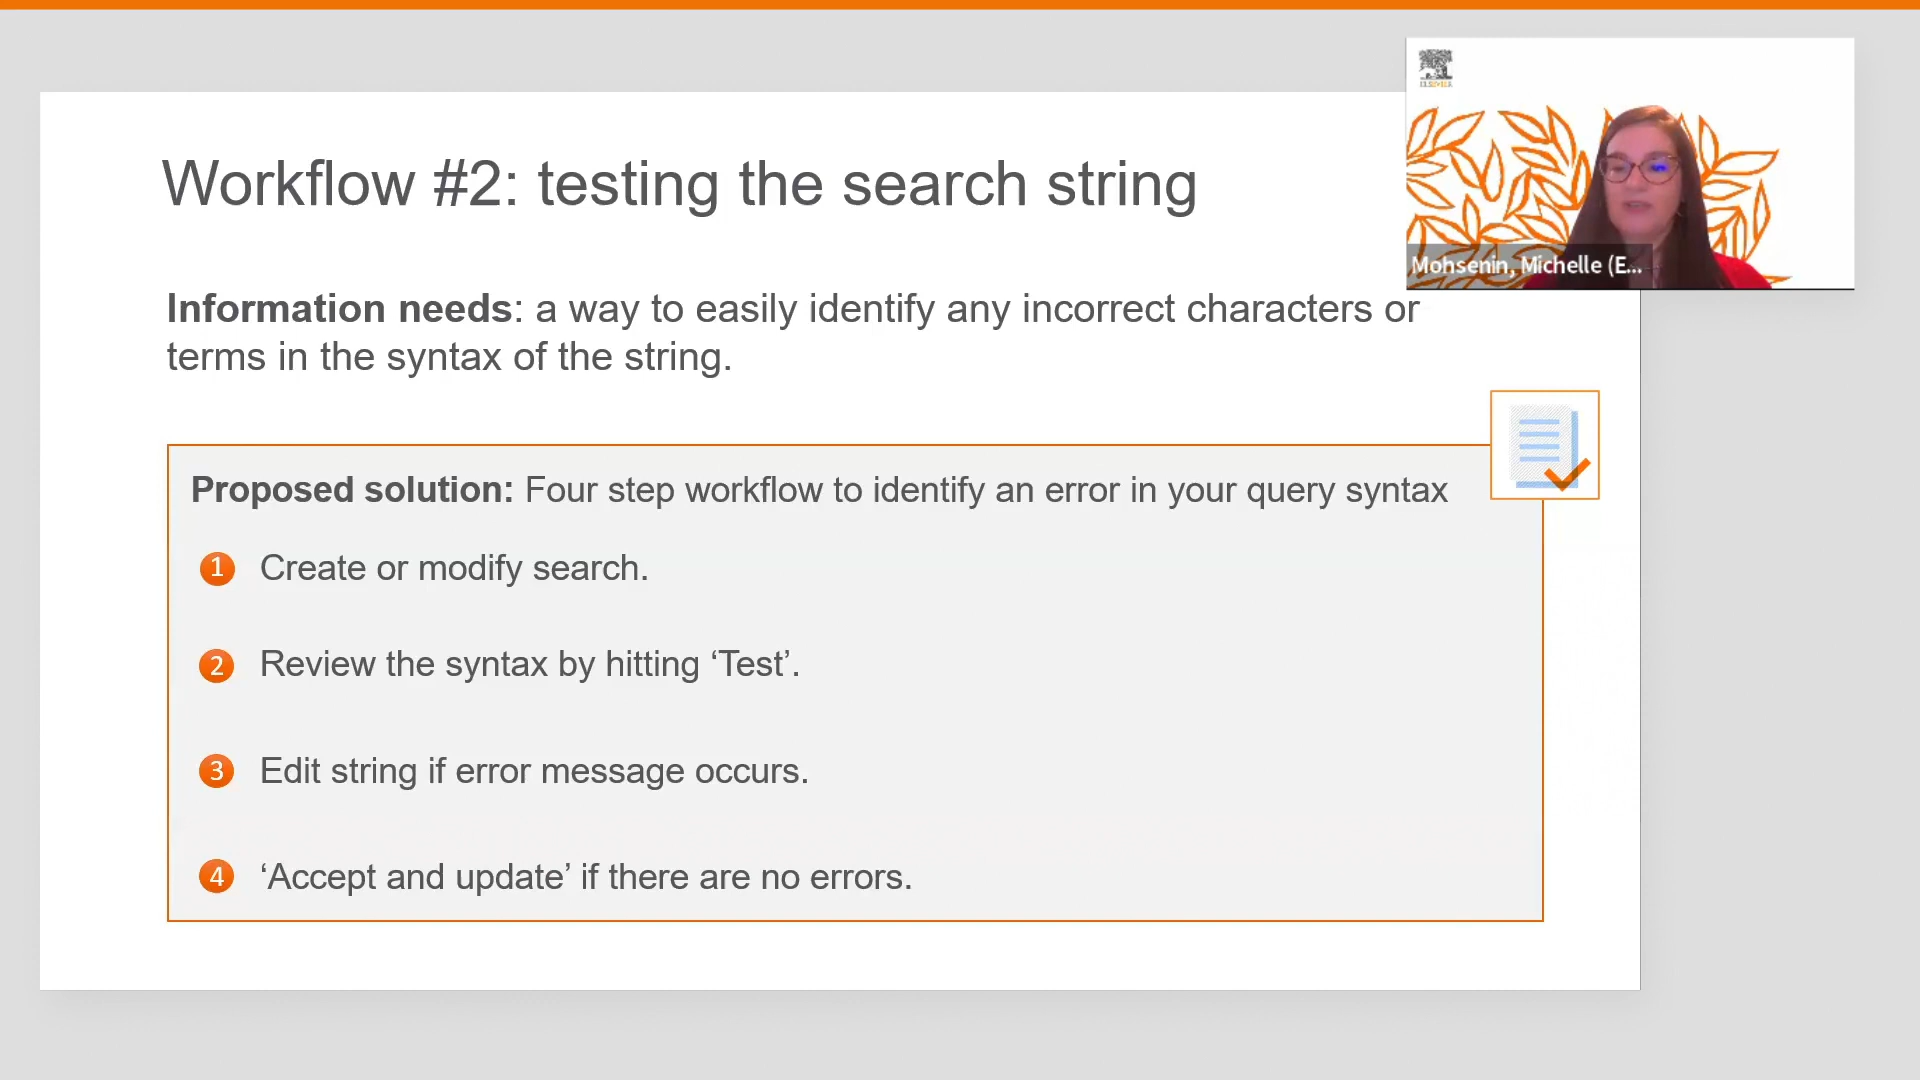 Workflow #2: testing the search string
ELSEVIER
Mohsenin, Michelle (E...
Information needs: a way to easily identify any incorrect characters or
terms in the syntax of the string.
Proposed solution: Four step workflow to identify an error in your query syntax
1 Create or modify search.
2 Review the syntax by hitting ‘Test’.
3 Edit string if error message occurs.
4 ‘Accept and update’ if there are no errors.